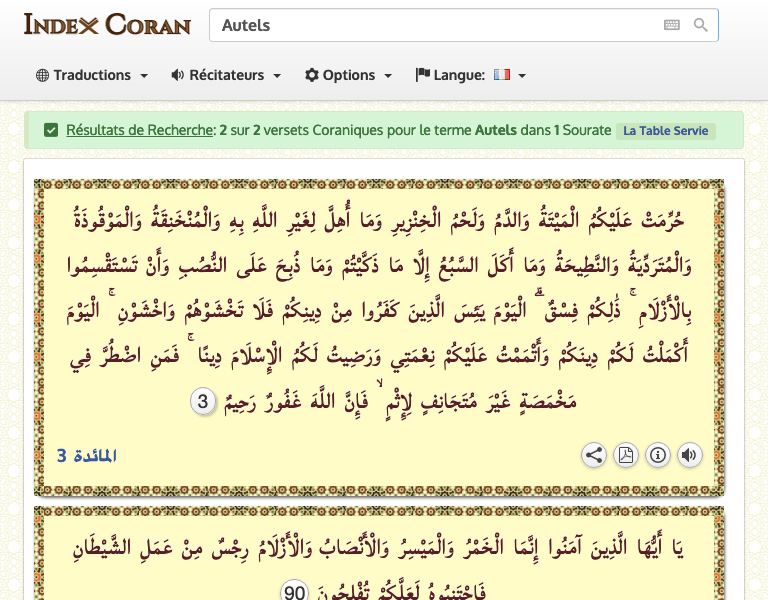 INDEX CORAN
Autels
Traductions
Récitateurs
Options
Langue:
Résultats de Recherche: 2 sur 2 versets Coraniques pour le terme Autels dans 1 Sourate La Table Servie
حُرِّمَتْ عَلَيْكُمُ الْمَيْتَةُ وَالدَّمُ وَلَحْمُ الْخِنْزِيرِ وَمَا أُهِلَّ لِغَيْرِ اللَّهِ بِهِ وَالْمُنْخَنِقَةُ وَالْمَوْقُوذَةُ
وَالْمُتَرَدِّيَةُ وَالنَّطِيحَةُ وَمَا أَكَلَ السَّبُعُ إِلَّا مَا ذَكَّيْتُمْ وَمَا ذُبِحَ عَلَى النُّصُبِ وَأَنْ تَسْتَقْسِمُوا
بِالْأَزْلَامِ ۚ ذَٰلِكُمْ فِسْقٌ ۗ الْيَوْمَ يَئِسَ الَّذِينَ كَفَرُوا مِنْ دِينِكُمْ فَلَا تَخْشَوْهُمْ وَاخْشَوْنِ ۚ الْيَوْمَ
أَكْمَلْتُ لَكُمْ دِينَكُمْ وَأَتْمَمْتُ عَلَيْكُمْ نِعْمَتِي وَرَضِيتُ لَكُمُ الْإِسْلَامَ دِينًا ۚ فَمَنِ اضْطُرَّ فِي
مَخْمَصَةٍ غَيْرَ مُتَجَانِفٍ لِإِثْمٍ ۙ فَإِنَّ اللَّهَ غَفُورٌ رَحِيمٌ 3
المائدة 3
يَا أَيُّهَا الَّذِينَ آمَنُوا إِنَّمَا الْخَمْرُ وَالْمَيْسِرُ وَالْأَنْصَابُ وَالْأَزْلَامُ رِجْسٌ مِنْ عَمَلِ الشَّيْطَانِ
فَاجْتَنِبُوهُ لَعَلَّكُمْ تُفْلِحُونَ 90